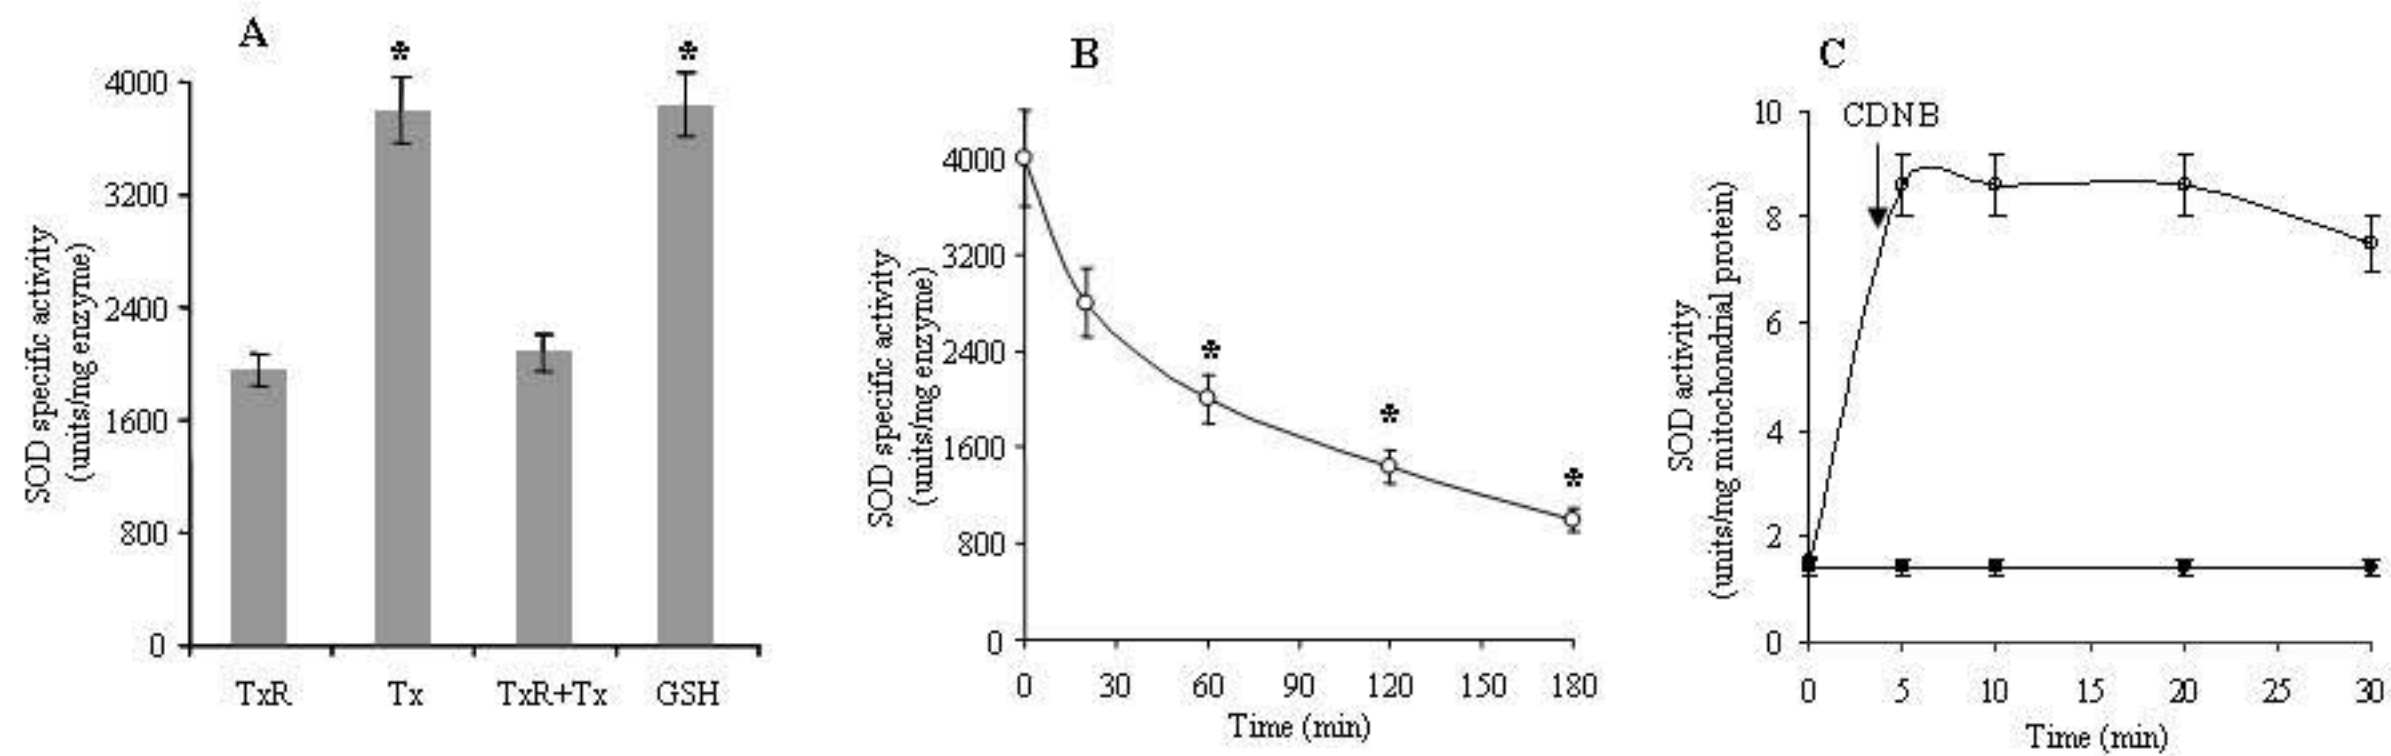 A
*
*
4000
3200
2400
1600
800
0
SOD specific activity
(units/mg enzyme)
TxR
Tx
TxR+Tx
GSH
B
4000
3200
2400
1600
800
0
SOD specific activity
(units/mg enzyme)
*
*
*
0
30
60
90
120
150
180
Time (min)
C
CDNB
10
8
6
4
2
0
SOD activity
(units/mg mitochondrial protein)
0
5
10
15
20
25
30
Time (min)